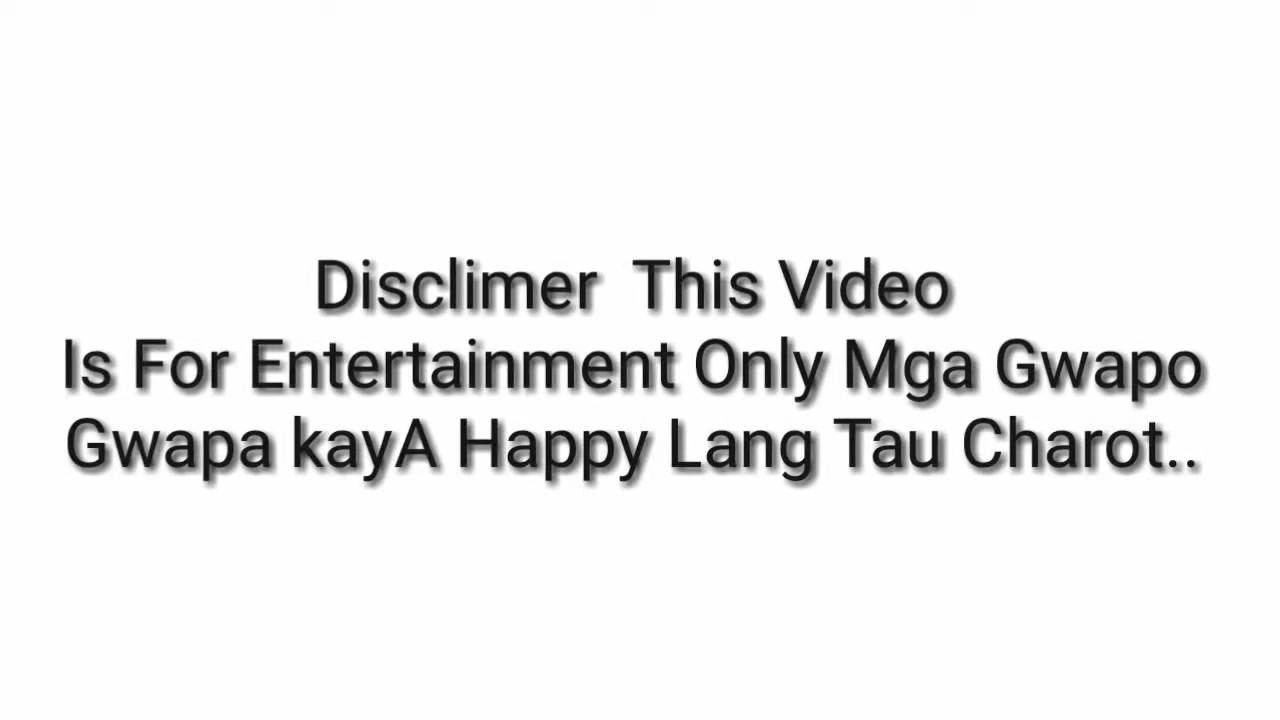 Disclimer  This Video
Is For Entertainment Only Mga Gwapo
Gwapa kayA Happy Lang Tau Charot..